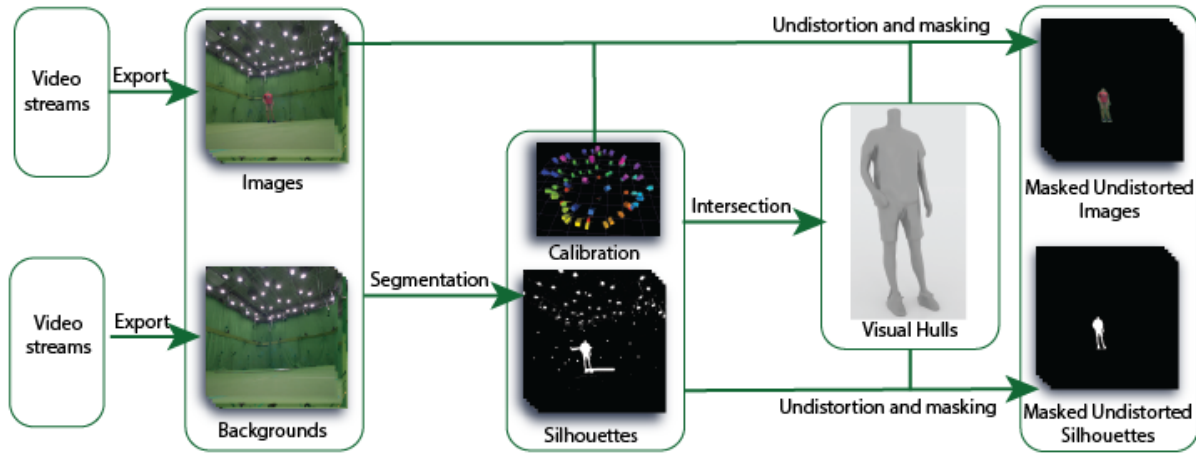 Video
streams
Export
Images
Undistortion and masking
Masked Undistorted
Images
Calibration
Intersection
Visual Hulls
Video
streams
Export
Backgrounds
Segmentation
Silhouettes
Undistortion and masking
Masked Undistorted
Silhouettes